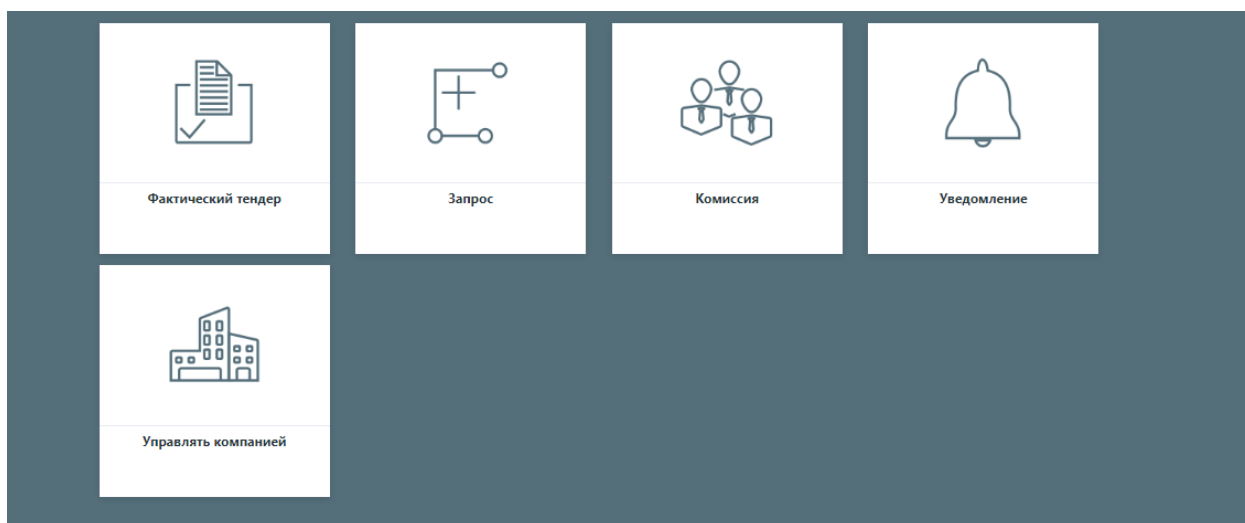 Фактический тендер
Запрос
Комиссия
Уведомление
Управлять компанией